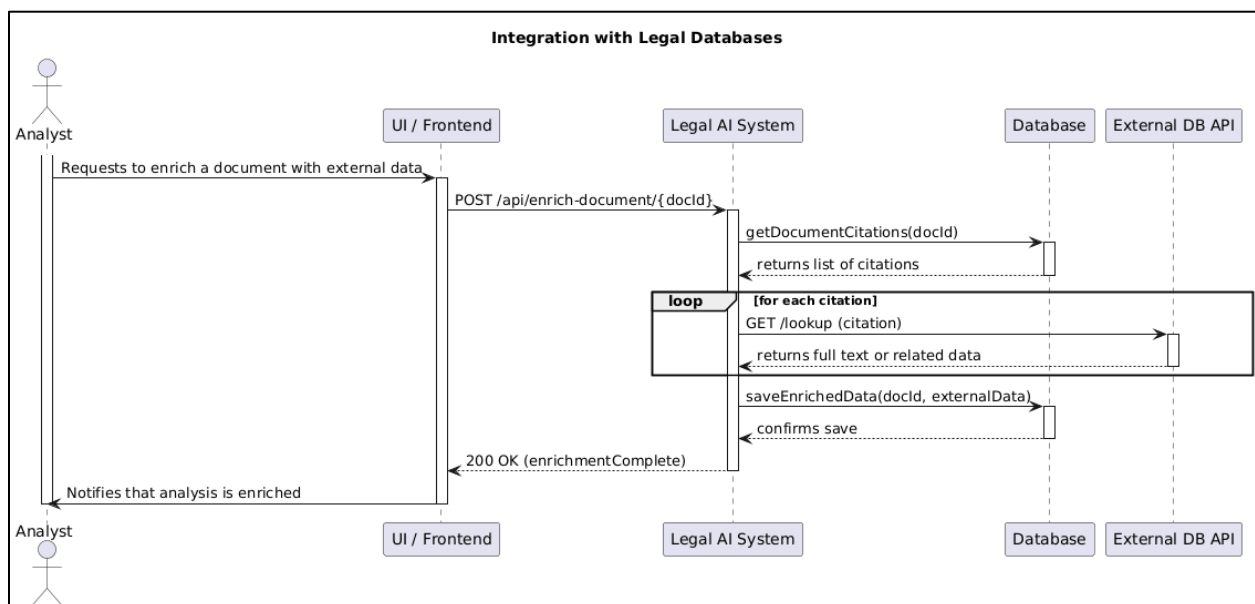 Integration with Legal Databases
Analyst
UI / Frontend
Legal AI System
Database
External DB API
Requests to enrich a document with external data
POST /api/enrich-document/{docId}
getDocumentCitations(docId)
returns list of citations
loop
[for each citation]
GET /lookup (citation)
returns full text or related data
saveEnrichedData(docId, externalData)
confirms save
200 OK (enrichmentComplete)
Notifies that analysis is enriched
Analyst
UI / Frontend
Legal AI System
Database
External DB API